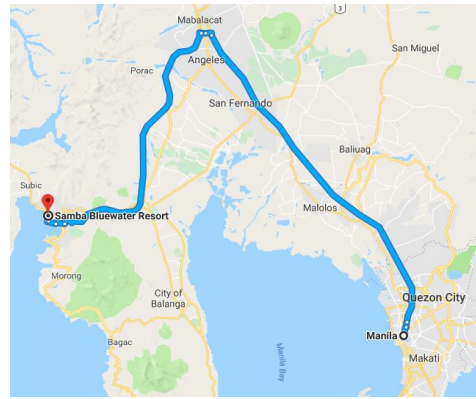 3
Mabalacat
San Miguel
Angeles
Porac
San Fernando
Baliuag
Subic
Samba Bluewater Resort
Malolos
Morong
City of
Balanga
Quezon City
Manila
Bagac
Manila Bay
Makati